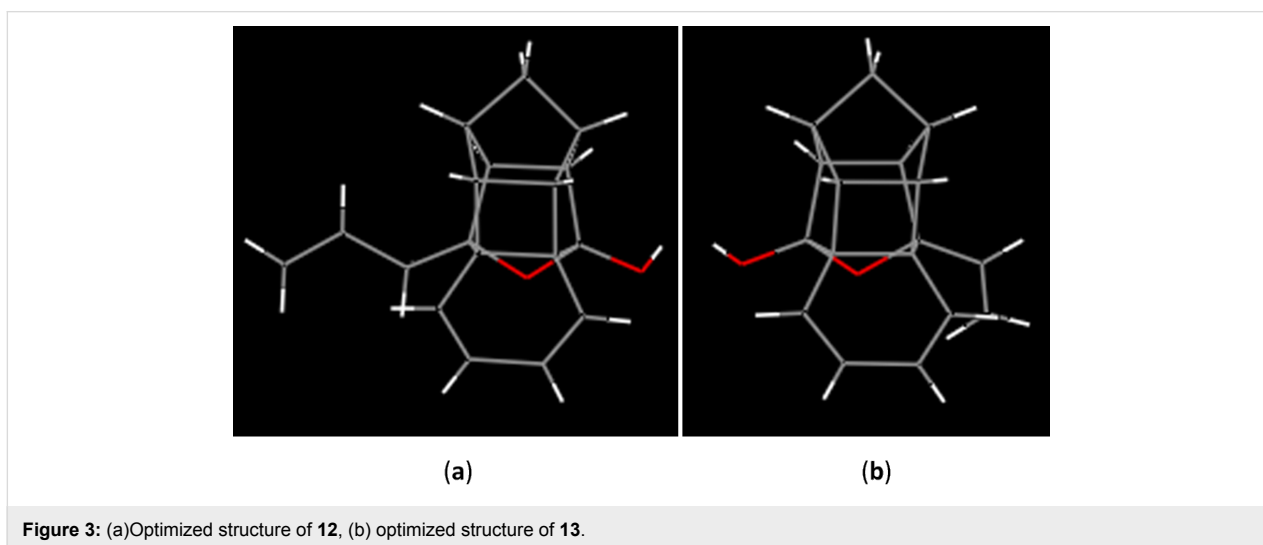 (a)
(b)
Figure 3: (a)Optimized structure of 12, (b) optimized structure of 13.